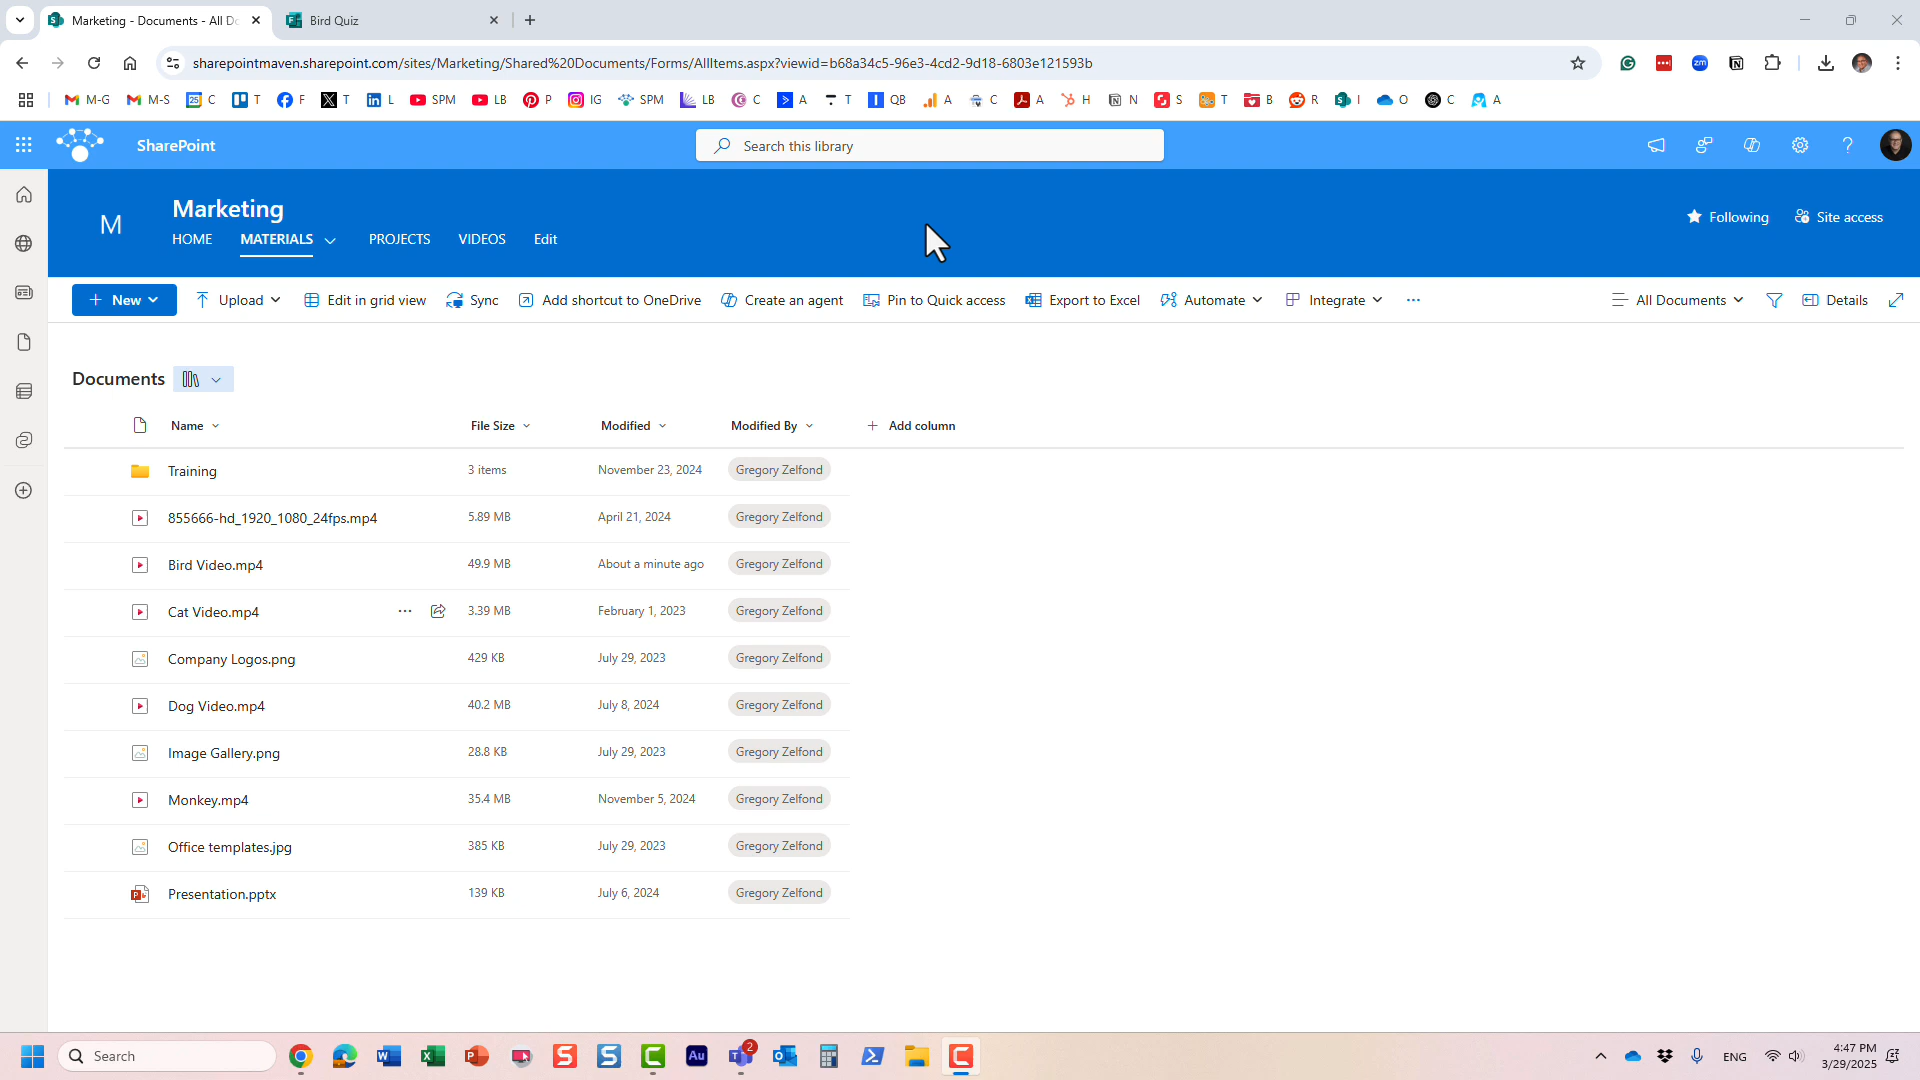 Marketing - Documents - All Do
Bird Quiz
sharepointmaven.sharepoint.com/sites/Marketing/Shared%20Documents/Forms/AllItems.aspx?viewid=b68a34c5-96e3-4cd2-9d18-6803e121593b
M-G M-S C T F T L SPM LB P IG SPM LB C A T QB A C A H N S T B R I O C A
SharePoint
Search this library
M
Marketing
HOME MATERIALS PROJECTS VIDEOS Edit
Following Site access
New Upload Edit in grid view Sync Add shortcut to OneDrive Create an agent Pin to Quick access Export to Excel Automate Integrate All Documents Details
Documents
Name File Size Modified Modified By Add column
Training 3 items November 23, 2024 Gregory Zelfond
855666-hd_1920_1080_24fps.mp4 5.89 MB April 21, 2024 Gregory Zelfond
Bird Video.mp4 49.9 MB About a minute ago Gregory Zelfond
Cat Video.mp4 3.39 MB February 1, 2023 Gregory Zelfond
Company Logos.png 429 KB July 29, 2023 Gregory Zelfond
Dog Video.mp4 40.2 MB July 8, 2024 Gregory Zelfond
Image Gallery.png 28.8 KB July 29, 2023 Gregory Zelfond
Monkey.mp4 35.4 MB November 5, 2024 Gregory Zelfond
Office templates.jpg 385 KB July 29, 2023 Gregory Zelfond
Presentation.pptx 139 KB July 6, 2024 Gregory Zelfond
Search
2
ENG
4:47 PM
3/29/2025